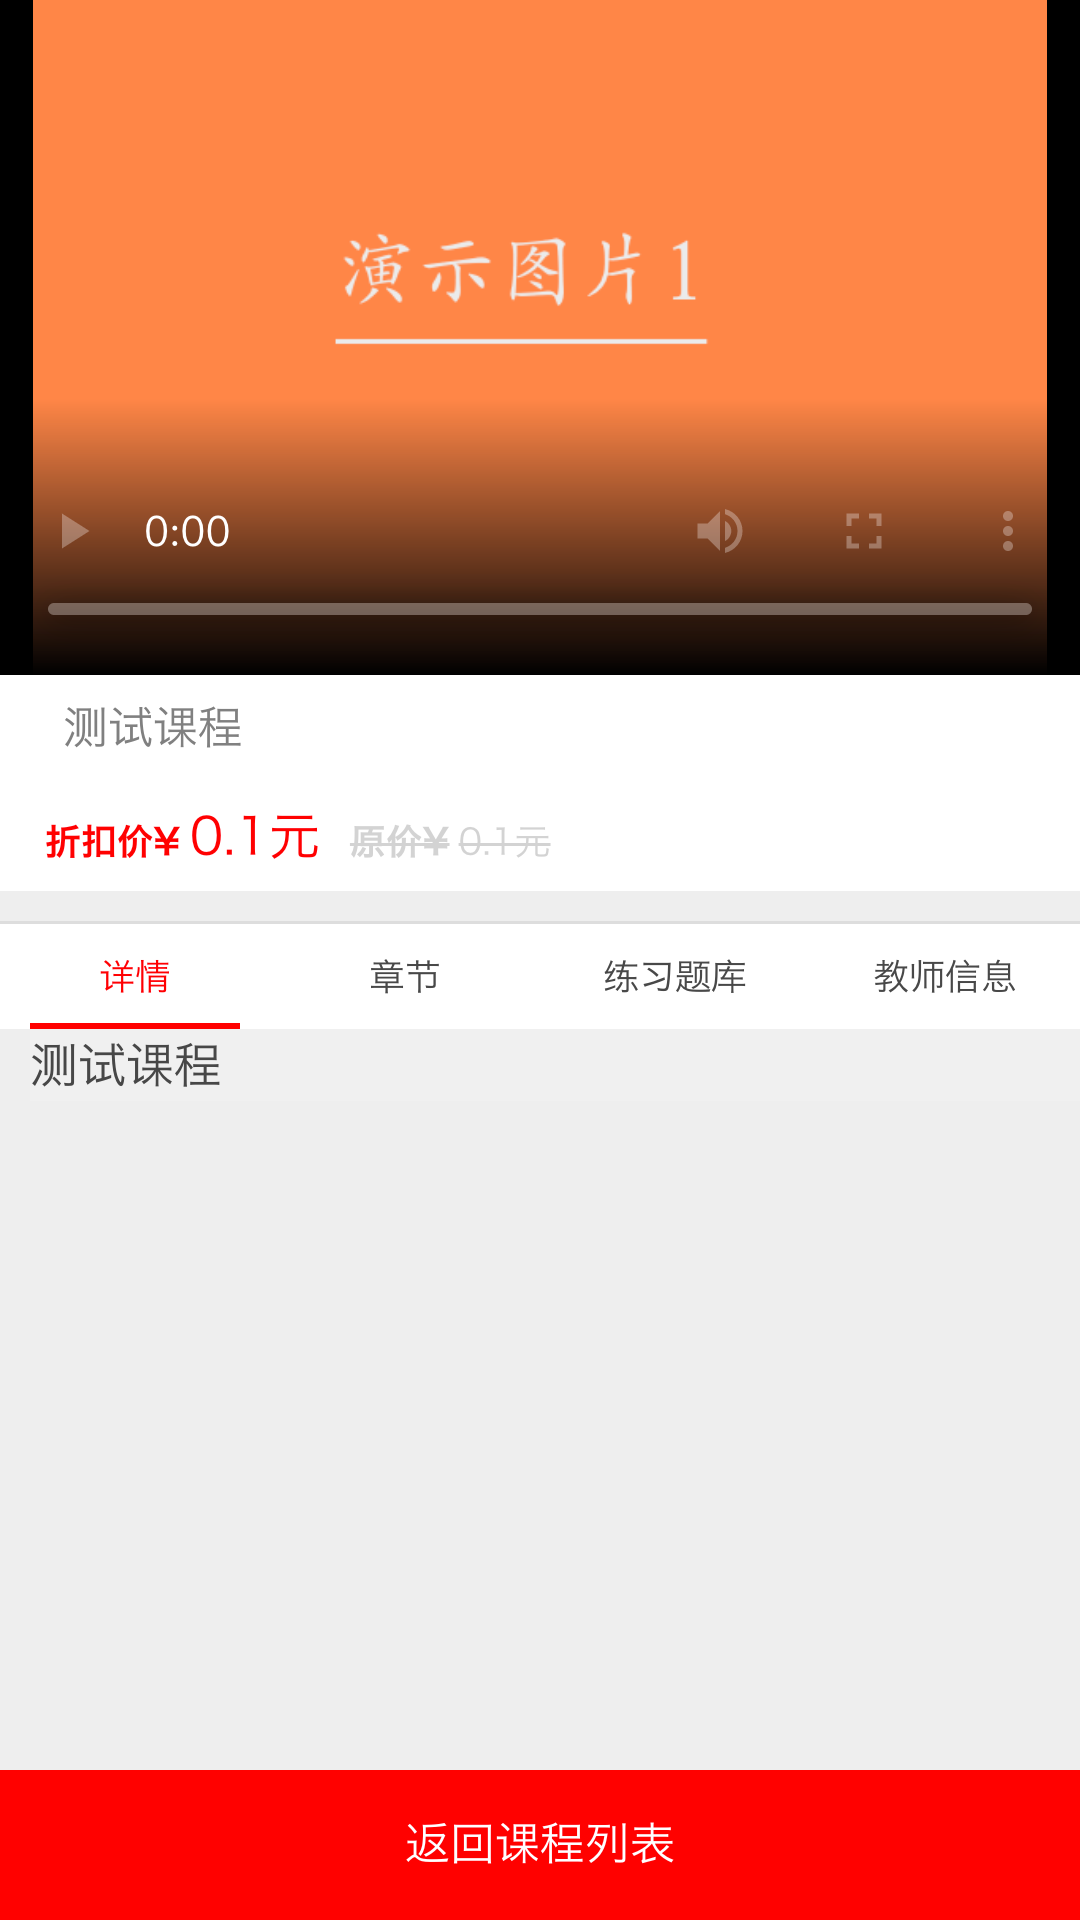 演示图片1
0:00
测试课程
折扣价¥ 0.1元 原价¥ 0.1元
详情 章节 练习题库 教师信息
测试课程
返回课程列表